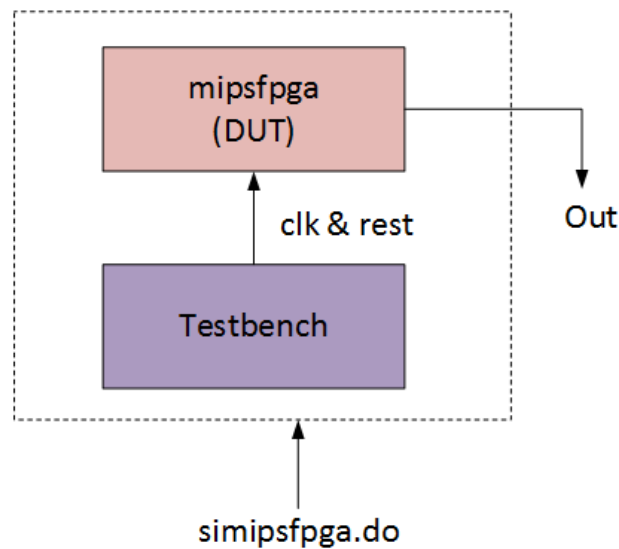 mipsfpga
(DUT)
clk & rest
Out
Testbench
simipsfpga.do